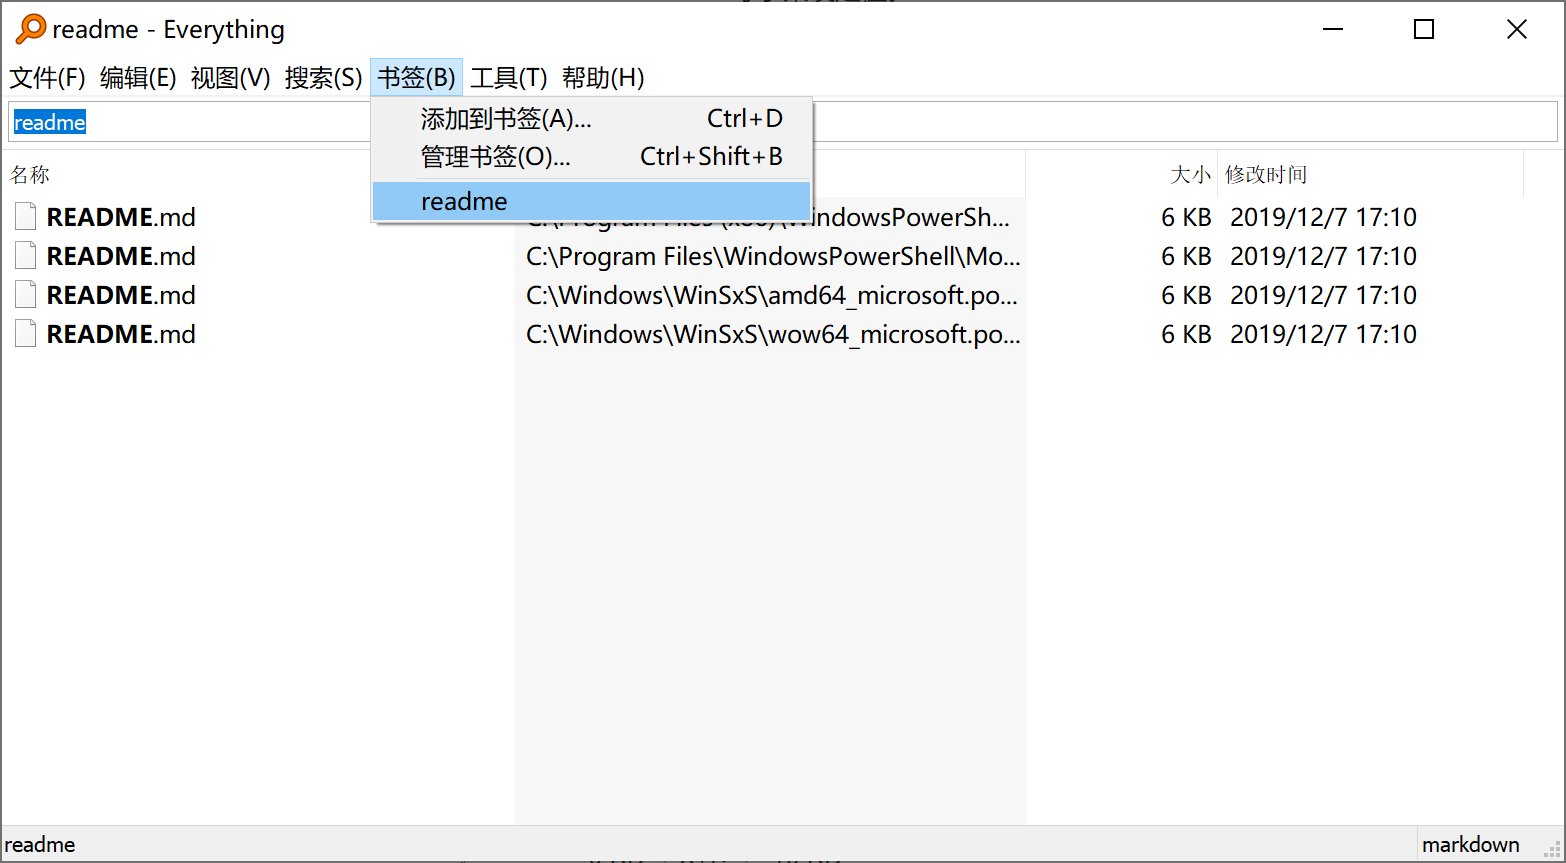 readme - Everything
文件(F) 编辑(E) 视图(V) 搜索(S) 书签(B) 工具(T) 帮助(H)
readme
添加到书签(A)... Ctrl+D
管理书签(O)... Ctrl+Shift+B
readme
名称 大小 修改时间
README.md C:\Program Files (x86)\WindowsPowerSh... 6 KB 2019/12/7 17:10
README.md C:\Program Files\WindowsPowerShell\Mo... 6 KB 2019/12/7 17:10
README.md C:\Windows\WinSxS\amd64_microsoft.po... 6 KB 2019/12/7 17:10
README.md C:\Windows\WinSxS\wow64_microsoft.po... 6 KB 2019/12/7 17:10
readme markdown